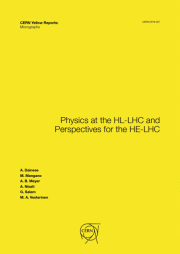 CERN Yellow Reports:
Monographs
Physics at the HL-LHC and
Perspectives for the HE-LHC
A. Dainese
M. Mangano
A. B. Meyer
A. Nisati
G. Salam
M. A. Vesterinen
CERN